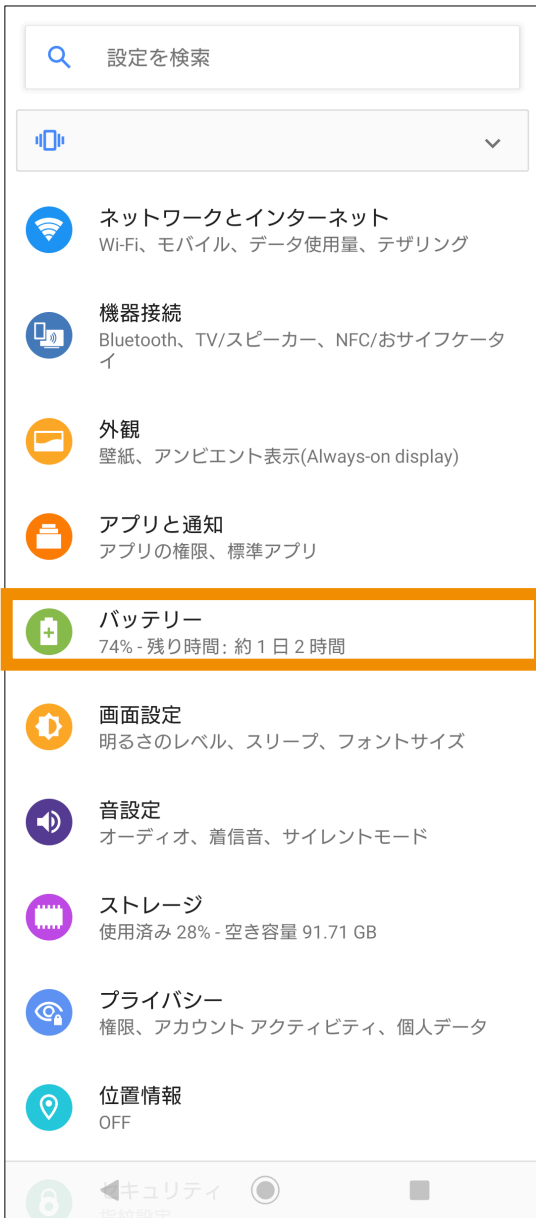 設定を検索
ネットワークとインターネット
Wi-Fi、モバイル、データ使用量、テザリング
機器接続
Bluetooth、TV/スピーカー、NFC/おサイフケータ
イ
外観
壁紙、アンビエント表示(Always-on display)
アプリと通知
アプリの権限、標準アプリ
バッテリー
74% - 残り時間: 約 1 日 2 時間
画面設定
明るさのレベル、スリープ、フォントサイズ
音設定
オーディオ、着信音、サイレントモード
ストレージ
使用済み 28% - 空き容量 91.71 GB
プライバシー
権限、アカウント アクティビティ、個人データ
位置情報
OFF
キュリティ